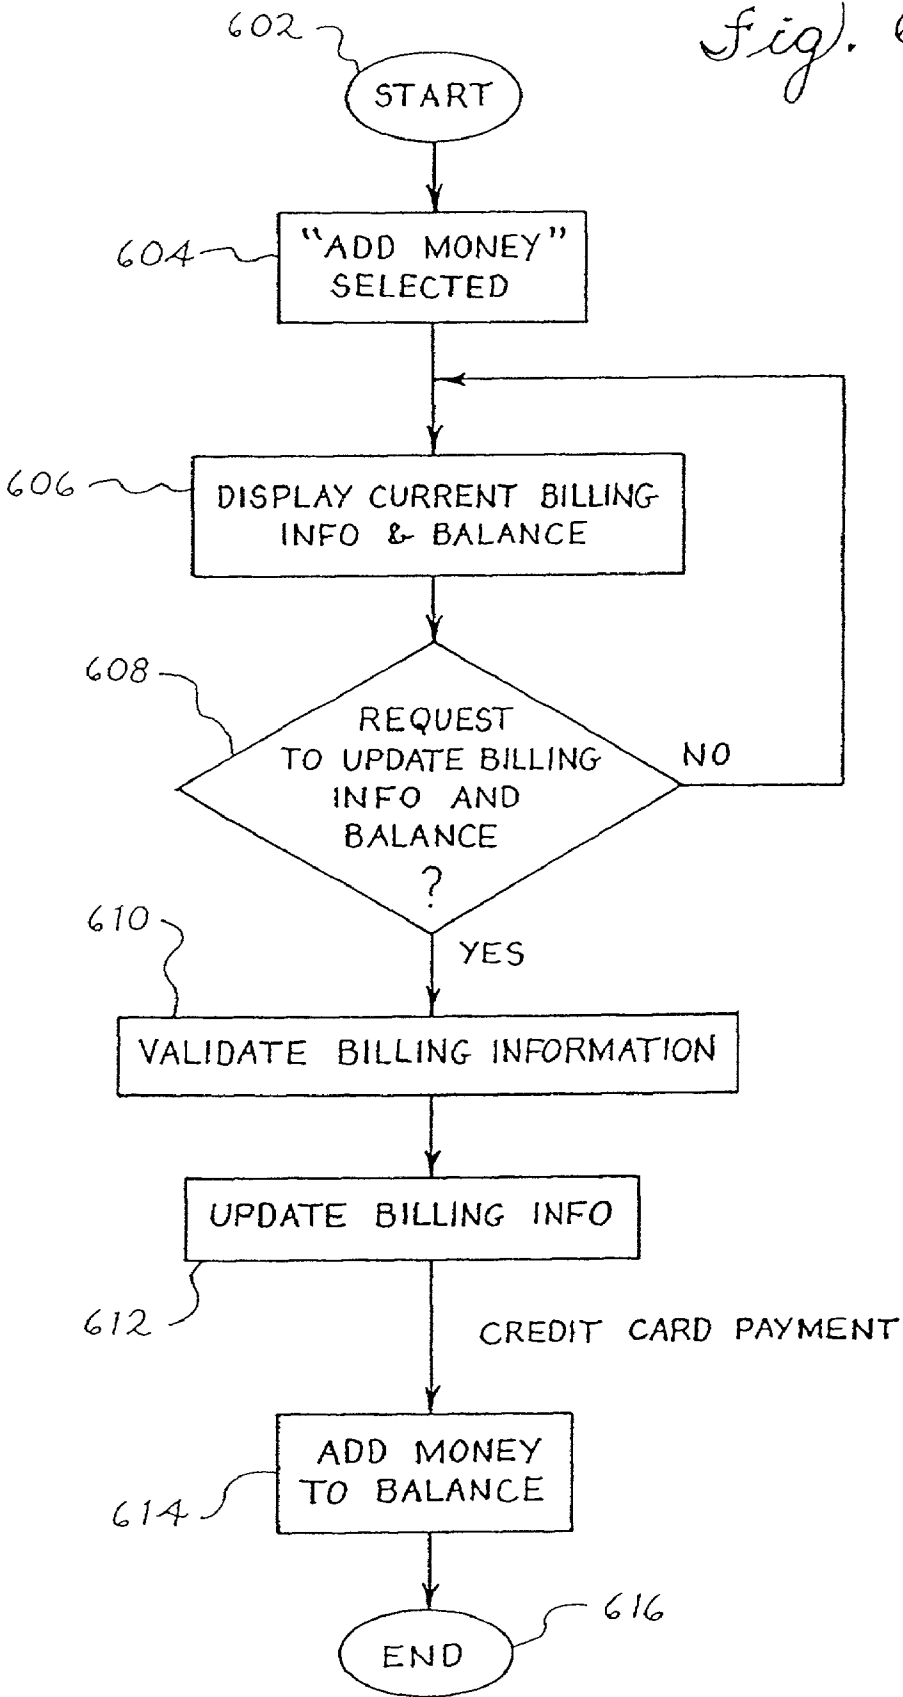 602
Fig. 6
START
604
"ADD MONEY"
SELECTED
606
DISPLAY CURRENT BILLING
INFO & BALANCE
608
REQUEST
TO UPDATE BILLING
INFO AND
BALANCE
?
NO
610
YES
VALIDATE BILLING INFORMATION
UPDATE BILLING INFO
612
CREDIT CARD PAYMENT
ADD MONEY
TO BALANCE
614
616
END